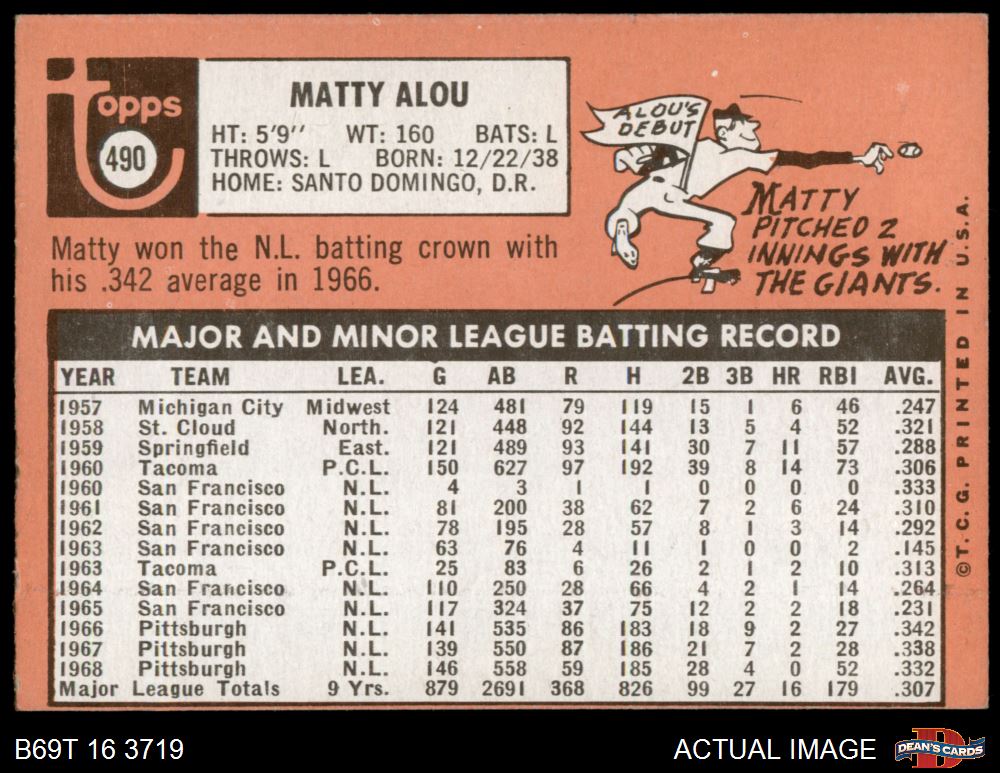 topps
490
MATTY ALOU
HT: 5'9'' WT: 160 BATS: L
THROWS: L BORN: 12/22/38
HOME: SANTO DOMINGO, D.R.
Matty won the N.L. batting crown with
his .342 average in 1966.
ALOU'S
DEBUT
MATTY
PITCHED 2
INNINGS WITH
THE GIANTS.
MAJOR AND MINOR LEAGUE BATTING RECORD
YEAR TEAM LEA. G AB R H 2B 3B HR RBI AVG.
1957 Michigan City Midwest 124 481 79 119 15 1 6 46 .247
1958 St. Cloud North. 121 448 92 144 13 5 4 52 .321
1959 Springfield East. 121 489 93 141 30 7 11 57 .288
1960 Tacoma P.C.L. 150 627 97 192 39 8 14 73 .306
1960 San Francisco N.L. 4 3 1 1 0 0 0 0 .333
1961 San Francisco N.L. 81 200 38 62 7 2 6 24 .310
1962 San Francisco N.L. 78 195 28 57 8 1 3 14 .292
1963 San Francisco N.L. 63 76 4 11 1 0 0 2 .145
1963 Tacoma P.C.L. 25 83 6 26 2 1 2 10 .313
1964 San Francisco N.L. 110 250 28 66 4 2 1 14 .264
1965 San Francisco N.L. 117 324 37 75 12 2 2 18 .231
1966 Pittsburgh N.L. 141 535 86 183 18 9 2 27 .342
1967 Pittsburgh N.L. 139 550 87 186 21 7 2 28 .338
1968 Pittsburgh N.L. 146 558 59 185 28 4 0 52 .332
Major League Totals 9 Yrs. 879 2691 368 826 99 27 16 179 .307
©T.C.G. PRINTED IN U.S.A.
B69T 16 3719
ACTUAL IMAGE
D
DEAN'S CARDS